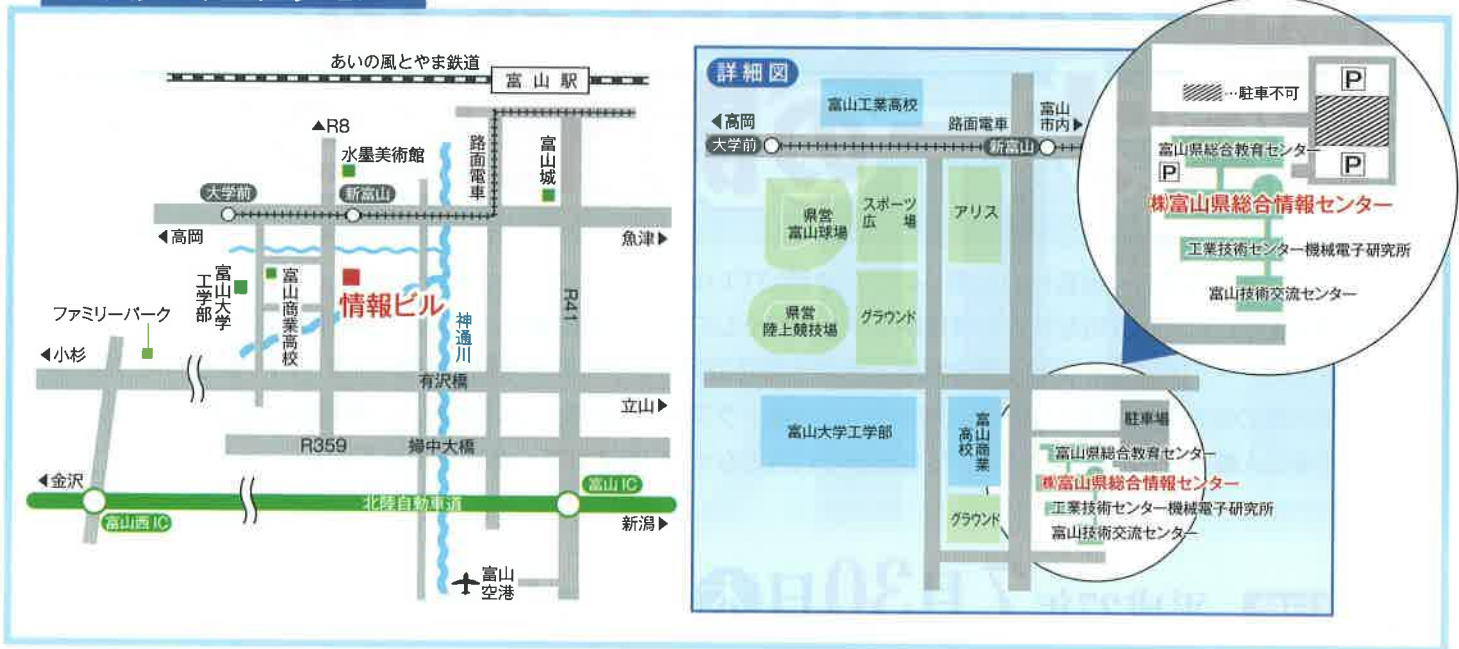 あいの風とやま鉄道
富山駅
▲R8
水墨美術館
路面電車
富山城
大学前
新富山
◀高岡
魚津▶
富山大学
工学部
富山商業高校
情報ビル
神通川
R41
ファミリーパーク
◀小杉
有沢橋
立山▶
R359
婦中大橋
◀金沢
北陸自動車道
富山IC
富山西IC
新潟▶
富山
空港
詳細図
富山工業高校
◀高岡
路面電車
富山
市内▶
大学前
新富山
県営
富山球場
スポーツ
広場
アリス
県営
陸上競技場
グラウンド
富山大学工学部
富山商業
高校
駐車場
富山県総合教育センター
㈱富山県総合情報センター
工業技術センター機械電子研究所
富山技術交流センター
グラウンド
P
…駐車不可
富山県総合教育センター
P
P
㈱富山県総合情報センター
工業技術センター機械電子研究所
富山技術交流センター